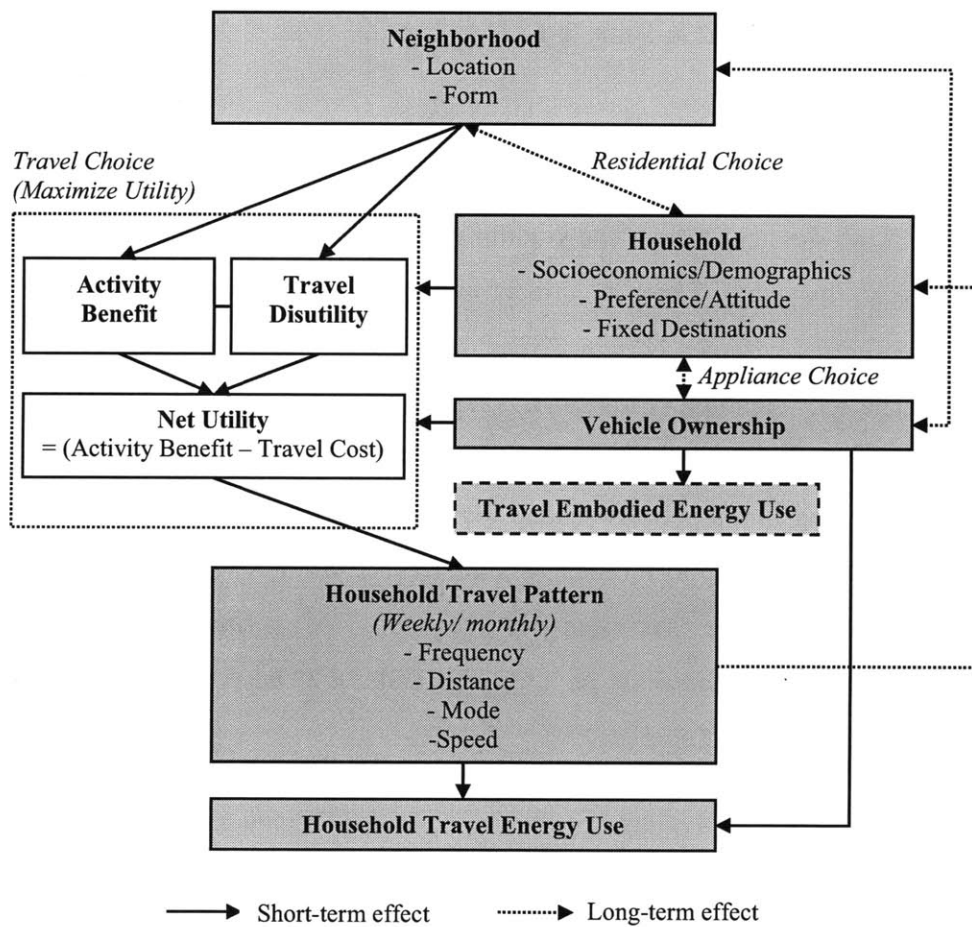 Neighborhood
- Location
- Form
Travel Choice
(Maximize Utility)
Residential Choice
Activity
Benefit
Travel
Disutility
Household
- Socioeconomics/Demographics
- Preference/Attitude
- Fixed Destinations
Appliance Choice
Net Utility
= (Activity Benefit – Travel Cost)
Vehicle Ownership
Travel Embodied Energy Use
Household Travel Pattern
(Weekly/ monthly)
- Frequency
- Distance
- Mode
-Speed
Household Travel Energy Use
Short-term effect
Long-term effect